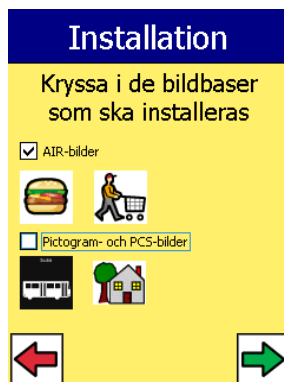 Installation
Kryssa i de bildbaser
som ska installeras
AIR-bilder
Pictogram- och PCS-bilder